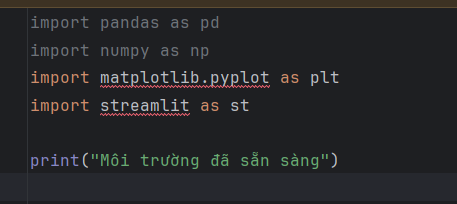 import pandas as pd
import numpy as np
import matplotlib.pyplot as plt
import streamlit as st
print("Môi trường đã sẵn sàng")